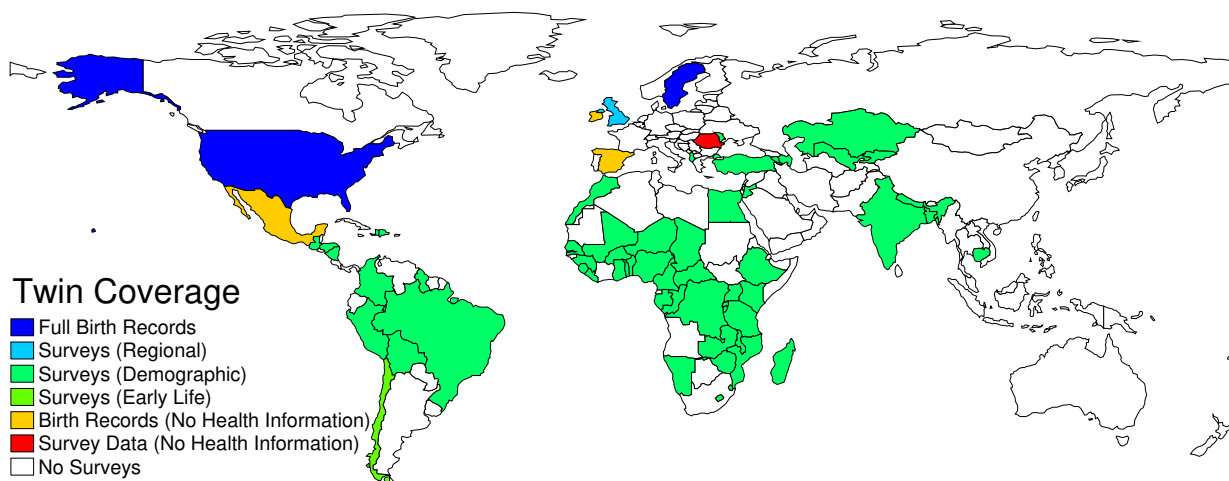 Twin Coverage
Full Birth Records
Surveys (Regional)
Surveys (Demographic)
Surveys (Early Life)
Birth Records (No Health Information)
Survey Data (No Health Information)
No Surveys